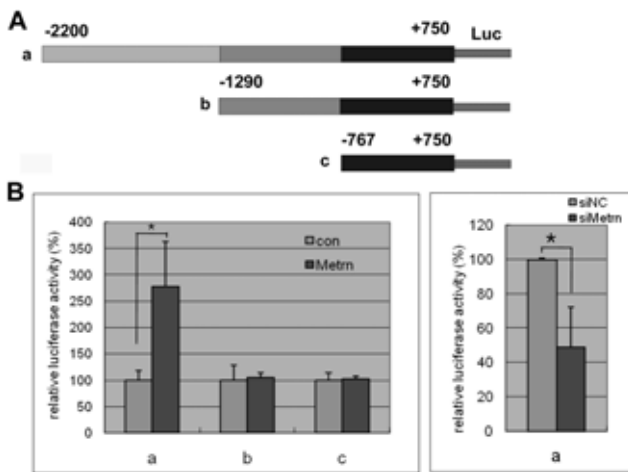 A
-2200 +750 Luc
a
-1290 +750
b
-767 +750
c
B
relative luciferase activity (%)
400
350
300
250
200
150
100
50
0
*
con
Metrn
a b c
siNC
siMetrn
relative luciferase activity (%)
120
100
80
60
40
20
0
*
a